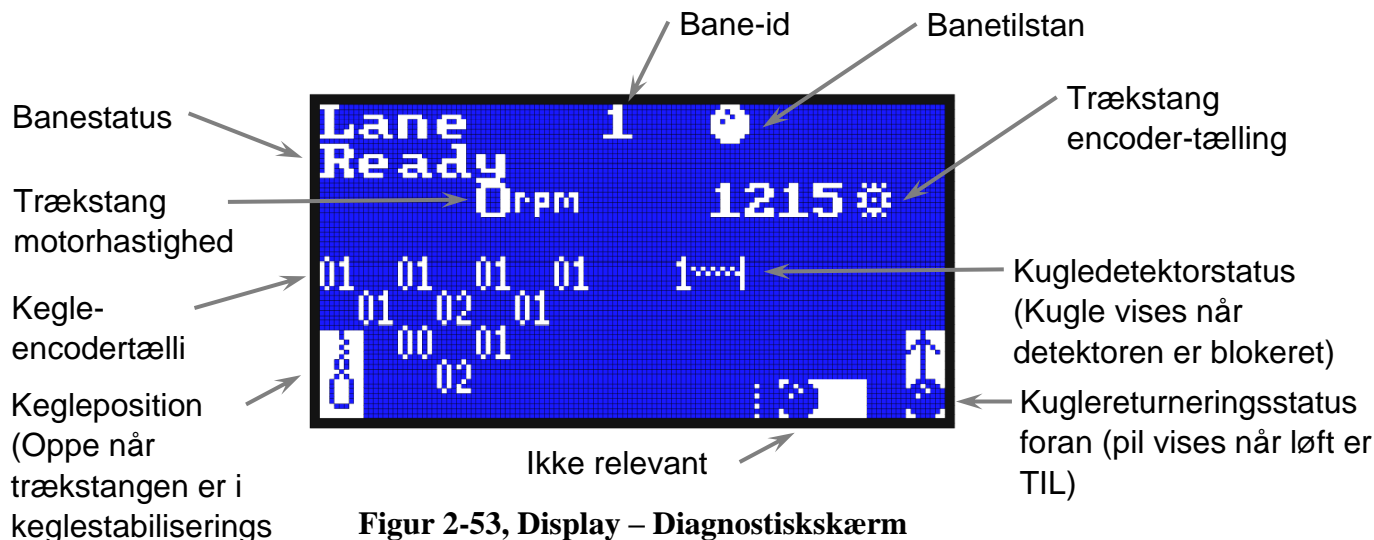 Bane-id
Banetilstan
Banestatus
Trækstang
encoder-tælling
Lane 1
Ready
Trækstang
motorhastighed
0rpm 1215
01 01 01 01 1
01 02 01
00 01
02
Kegle-
encodertælli
Kugledetektorstatus
(Kugle vises når
detektoren er blokeret)
Kegleposition
(Oppe når
trækstangen er i
keglestabiliserings
Kuglereturneringsstatus
foran (pil vises når løft er
TIL)
Ikke relevant
Figur 2-53, Display – Diagnostiskskærm